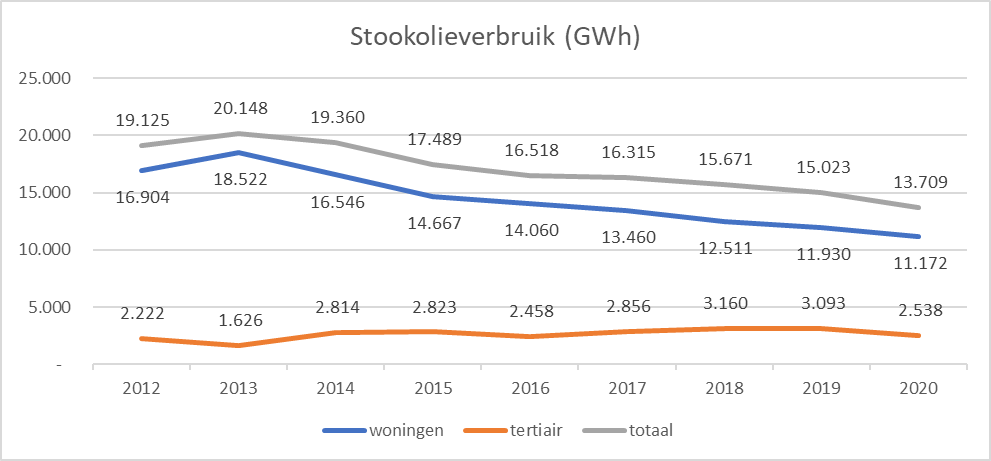 Stookolieverbruik (GWh)
25.000
20.000
15.000
10.000
5.000
-
19.125 20.148 19.360 17.489 16.518 16.315 15.671 15.023 13.709
16.904 18.522 16.546 14.667 14.060 13.460 12.511 11.930 11.172
2.222 1.626 2.814 2.823 2.458 2.856 3.160 3.093 2.538
2012 2013 2014 2015 2016 2017 2018 2019 2020
woningen tertiair totaal